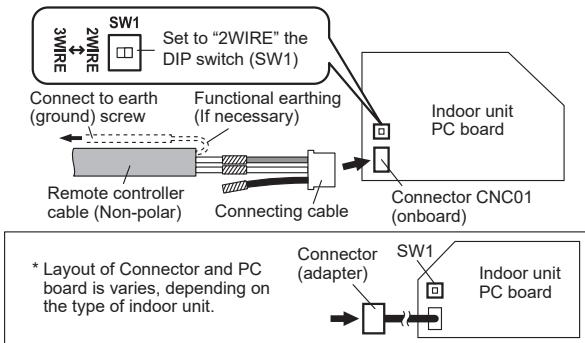 SW1
3WIRE
2WIRE
Set to “2WIRE” the
DIP switch (SW1)
Connect to earth
(ground) screw
Functional earthing
(If necessary)
Indoor unit
PC board
Remote controller
cable (Non-polar)
Connecting cable
Connector CNC01
(onboard)
* Layout of Connector and PC
board is varies, depending on
the type of indoor unit.
Connector
(adapter)
SW1
Indoor unit
PC board